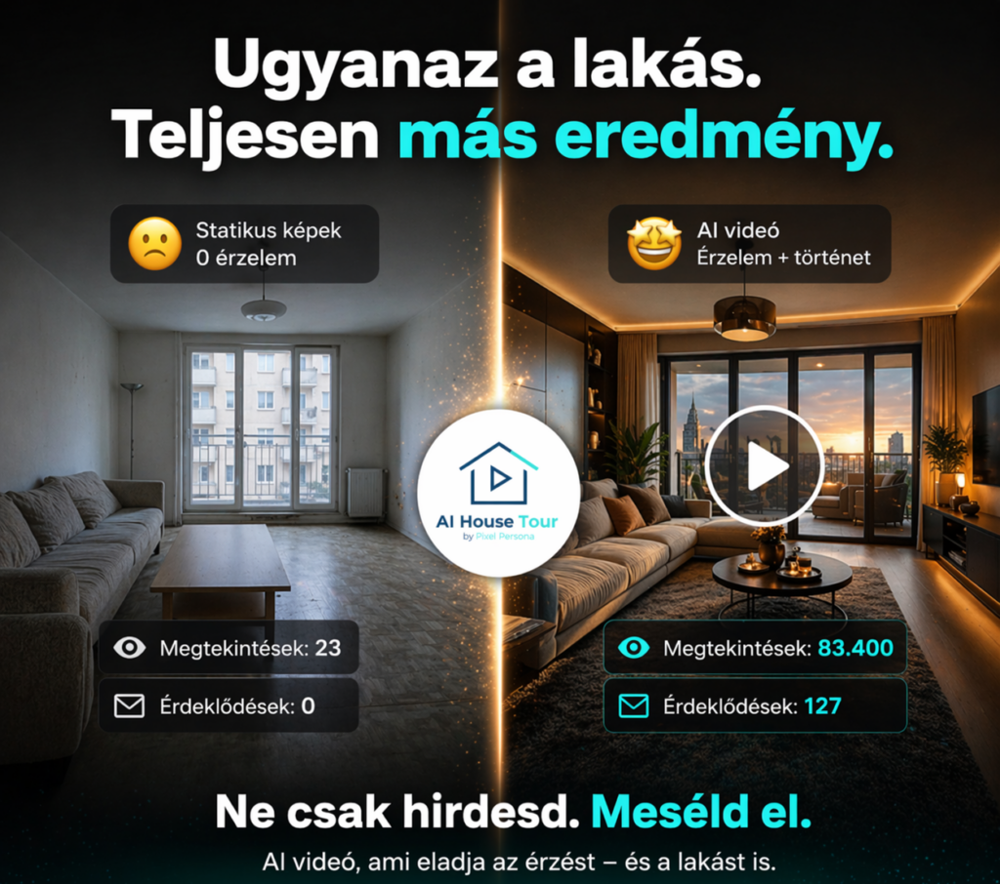 Ugyanaz a lakás.
Teljesen más eredmény.
Statikus képek
0 érzelem
AI videó
Érzelem + történet
AI House Tour
by Pixel Persona
Megtekintések: 23
Érdeklődések: 0
Megtekintések: 83.400
Érdeklődések: 127
Ne csak hirdesd. Meséld el.
AI videó, ami eladja az érzést – és a lakást is.